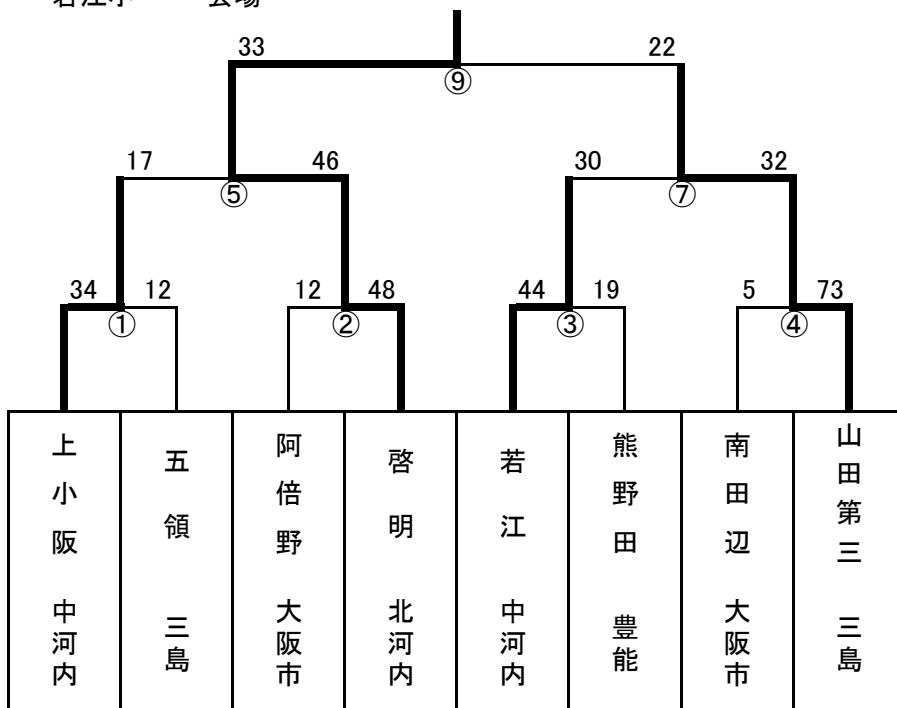 33 22
⑨
17 46 30 32
⑤ ⑦
34 12 12 48 44 19 5 73
① ② ③ ④
上小阪 中河内
五領 三島
阿倍野 大阪市
啓明 北河内
若江 中河内
熊野田 豊能
南田辺 大阪市
山田第三 三島